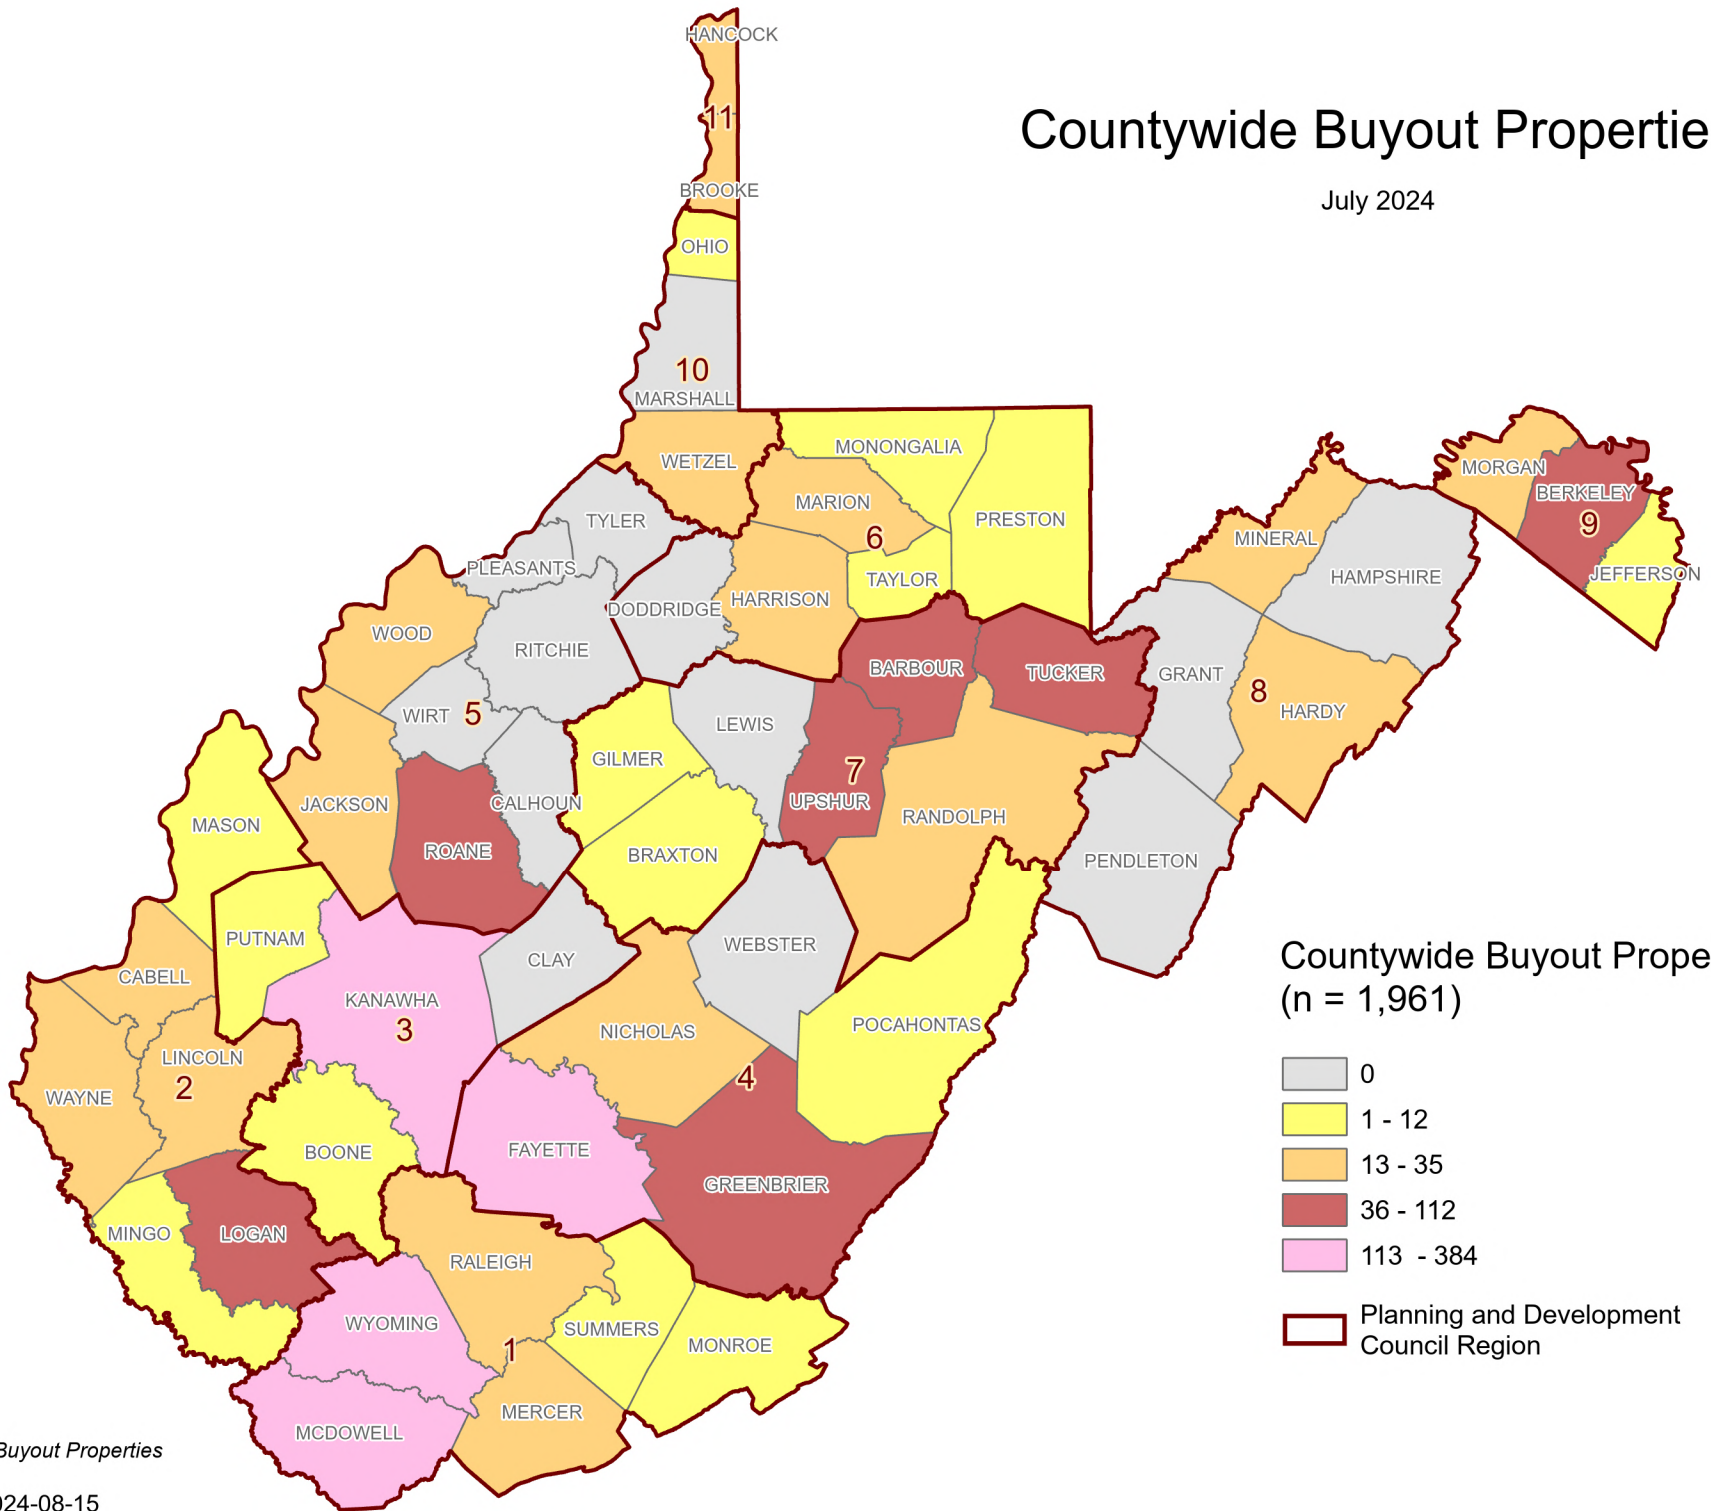 HANCOCK
11
Countywide Buyout Propertie
July 2024
BROOKE
OHIO
10
MARSHALL
WETZEL
MONONGALIA
MARION
6
PRESTON
TAYLOR
TYLER
PLEASANTS
DODDRIDGE
HARRISON
RITCHIE
WOOD
WIRT
5
MORGAN
BERKELEY
9
JEFFERSON
MINERAL
HAMPSHIRE
GRANT
8
HARDY
BARBOUR
TUCKER
LEWIS
GILMER
7
UPSHUR
RANDOLPH
CALHOUN
JACKSON
MASON
ROANE
BRAXTON
PENDLETON
PUTNAM
CLAY
WEBSTER
CABELL
KANAWHA
3
NICHOLAS
POCAHONTAS
LINCOLN
2
WAYNE
4
BOONE
FAYETTE
GREENBRIER
MINGO
LOGAN
RALEIGH
WYOMING
SUMMERS
MONROE
1
MERCER
MCDOWELL
Countywide Buyout Prope
(n = 1,961)
0
1 - 12
13 - 35
36 - 112
113 - 384
Planning and Development
Council Region
Buyout Properties
024-08-15